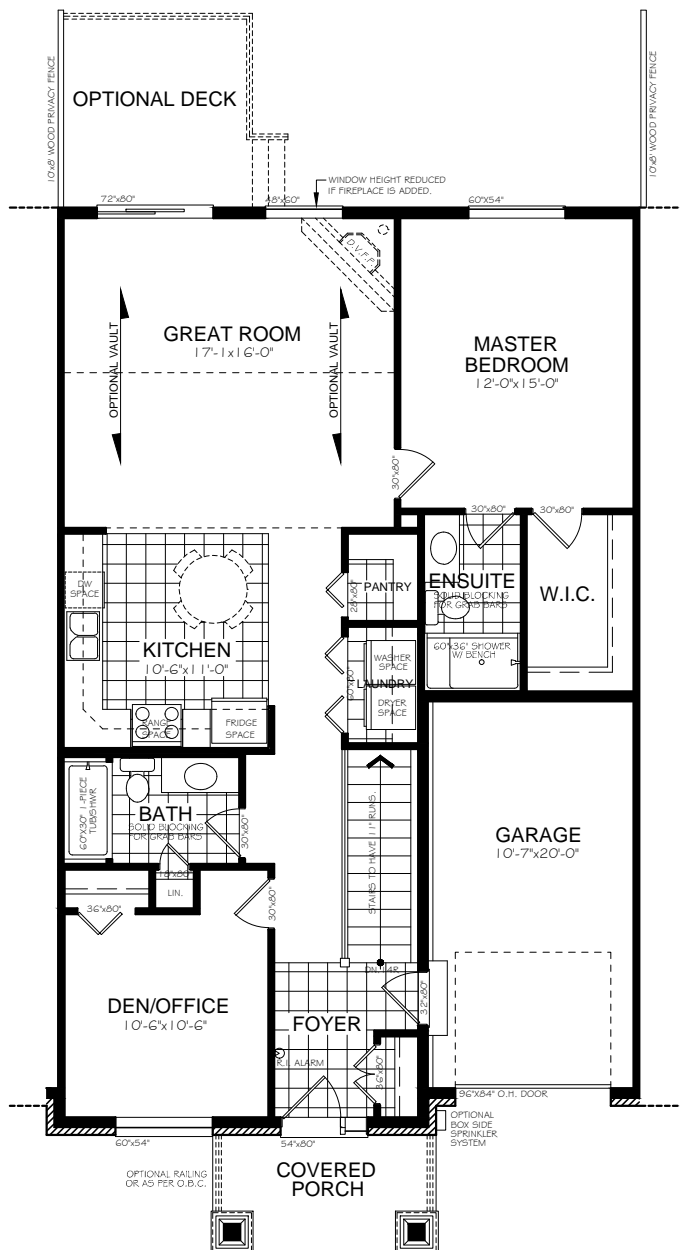 OPTIONAL DECK
10'x8' WOOD PRIVACY FENCE
10'x8' WOOD PRIVACY FENCE
WINDOW HEIGHT REDUCED
IF FIREPLACE IS ADDED.
72"x80"
48"x60"
60"x54"
D.V.F.P.
OPTIONAL VAULT
GREAT ROOM
17'-1x16'-0"
OPTIONAL VAULT
MASTER
BEDROOM
12'-0"x15'-0"
30"x80"
30"x80"
30"x80"
DW
SPACE
PANTRY
28"x80"
ENSUITE
SOLID BLOCKING
FOR GRAB BARS
W.I.C.
KITCHEN
10'-6"x11'-0"
60"x36" SHOWER
W/ BENCH
WASHER
SPACE
LAUNDRY
60"x80"
DRYER
SPACE
RANGE
SPACE
FRIDGE
SPACE
60"x30" 1-PIECE
TUB/SHWR
BATH
SOLID BLOCKING
FOR GRAB BARS
30"x80"
18"x80"
LIN.
STAIRS TO HAVE 11" RUNS.
GARAGE
10'-7"x20'-0"
36"x80"
30"x80"
DEN/OFFICE
10'-6"x10'-6"
DN. 14R
32"x80"
FOYER
R.I. ALARM
36"x80"
96"x84" O.H. DOOR
OPTIONAL
BOX SIDE
SPRINKLER
SYSTEM
60"x54"
54"x80"
OPTIONAL RAILING
OR AS PER O.B.C.
COVERED
PORCH